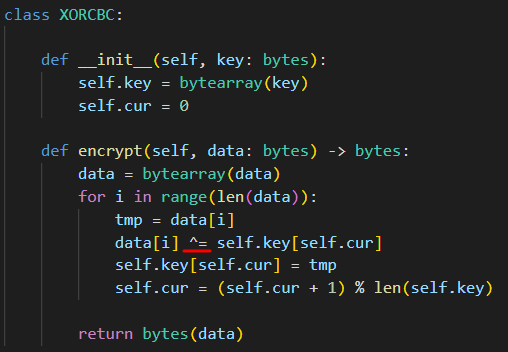 class XORCBC:
def __init__(self, key: bytes):
self.key = bytearray(key)
self.cur = 0
def encrypt(self, data: bytes) -> bytes:
data = bytearray(data)
for i in range(len(data)):
tmp = data[i]
data[i] ^= self.key[self.cur]
self.key[self.cur] = tmp
self.cur = (self.cur + 1) % len(self.key)
return bytes(data)